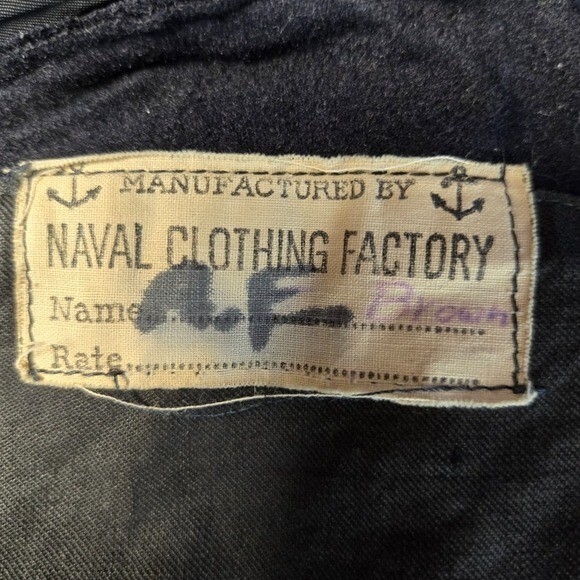 MANUFACTURED BY
NAVAL CLOTHING FACTORY
Name a.F. Brown
Rate